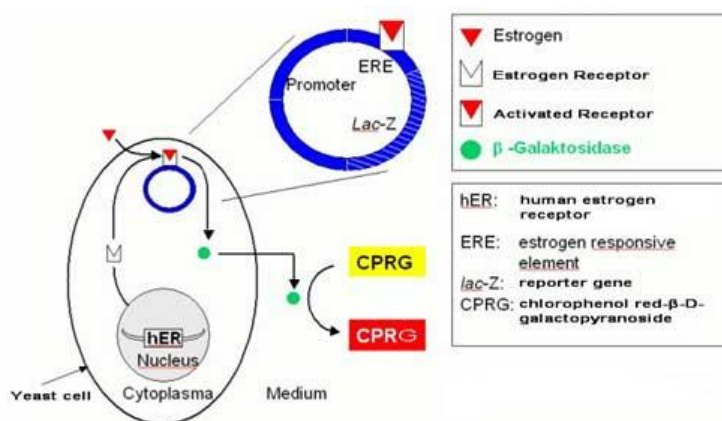 ERE
Promoter
Lac-Z
CPRG
CPRG
hER
Nucleus
Yeast cell
Cytoplasma
Medium
Estrogen
Estrogen Receptor
Activated Receptor
β -Galaktosidase
hER: human estrogen
receptor
ERE: estrogen responsive
element
lac-Z: reporter gene
CPRG: chlorophenol red-β-D-
galactopyranoside